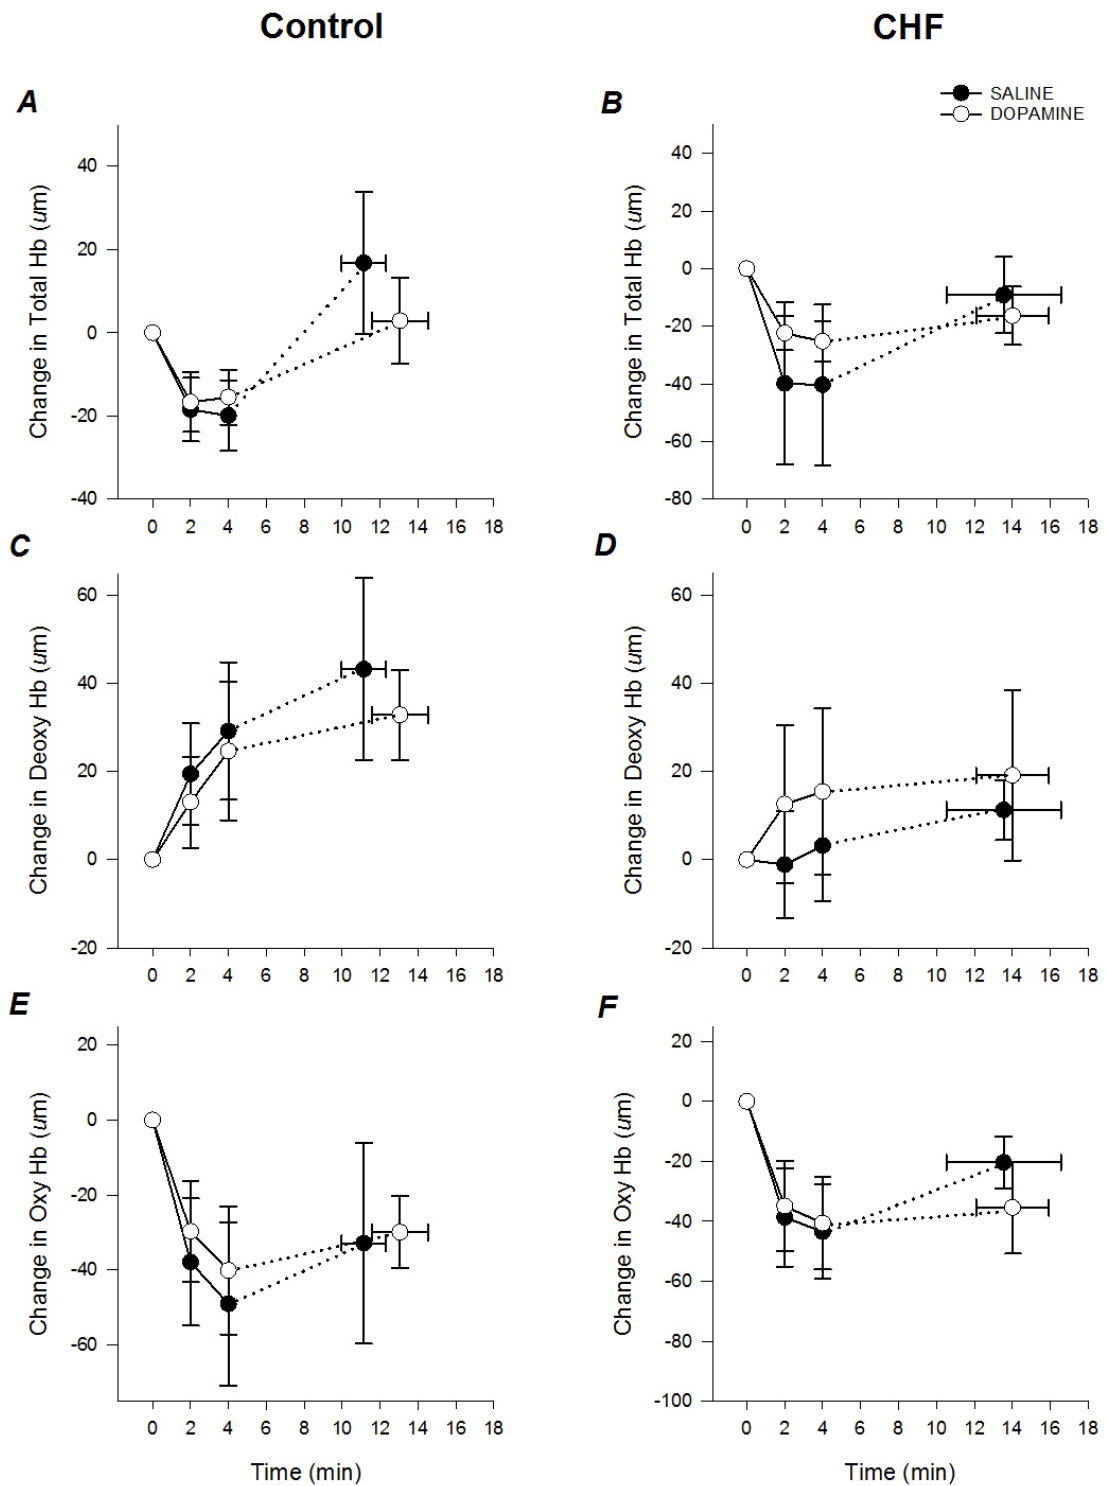 Control
CHF
A
B
SALINE
DOPAMINE
Change in Total Hb (um)
40
20
0
-20
-40
0 2 4 6 8 10 12 14 16 18
Change in Total Hb (um)
40
20
0
-20
-40
-60
-80
0 2 4 6 8 10 12 14 16 18
C
D
Change in Deoxy Hb (um)
60
40
20
0
-20
0 2 4 6 8 10 12 14 16 18
Change in Deoxy Hb (um)
60
40
20
0
-20
0 2 4 6 8 10 12 14 16 18
E
F
Change in Oxy Hb (um)
20
0
-20
-40
-60
0 2 4 6 8 10 12 14 16 18
Time (min)
Change in Oxy Hb (um)
20
0
-20
-40
-60
-80
-100
0 2 4 6 8 10 12 14 16 18
Time (min)